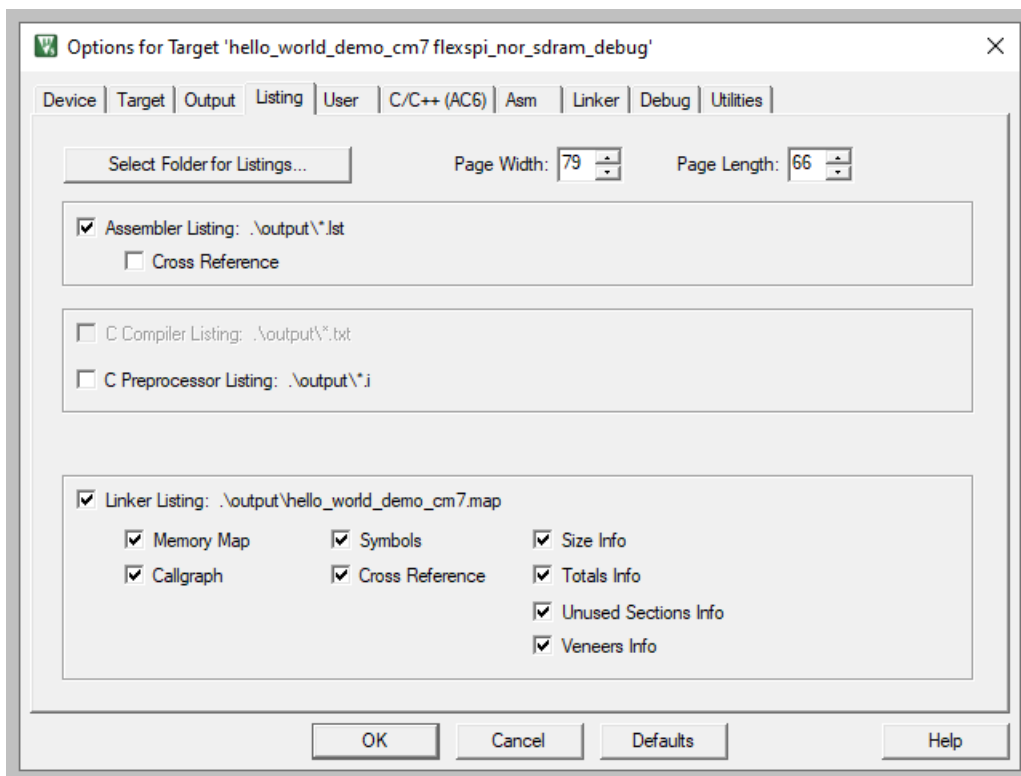 Options for Target 'hello_world_demo_cm7 flexspi_nor_sdram_debug'
Device Target Output Listing User C/C++ (AC6) Asm Linker Debug Utilities
Select Folder for Listings... Page Width: 79 Page Length: 66
Assembler Listing: .\output\*.lst
Cross Reference
C Compiler Listing: .\output\*.txt
C Preprocessor Listing: .\output\*.i
Linker Listing: .\output\hello_world_demo_cm7.map
Memory Map Symbols Size Info
Callgraph Cross Reference Totals Info
Unused Sections Info
Veneers Info
OK Cancel Defaults Help